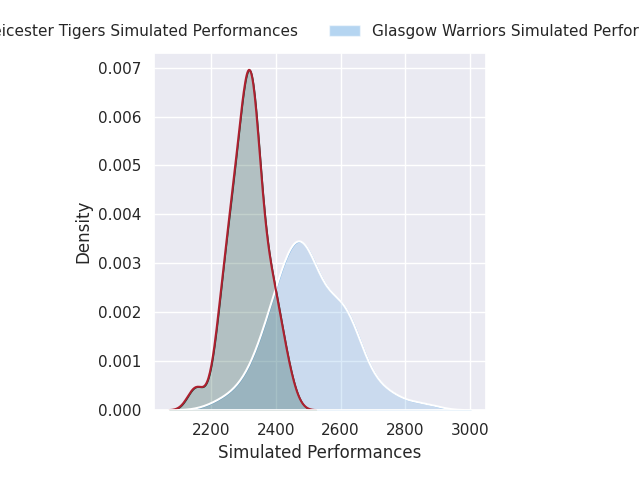 eicester Tigers Simulated Performances
Glasgow Warriors Simulated Perfor
0.007
0.006
0.005
0.004
0.003
0.002
0.001
0.000
Density
2200 2400 2600 2800 3000
Simulated Performances